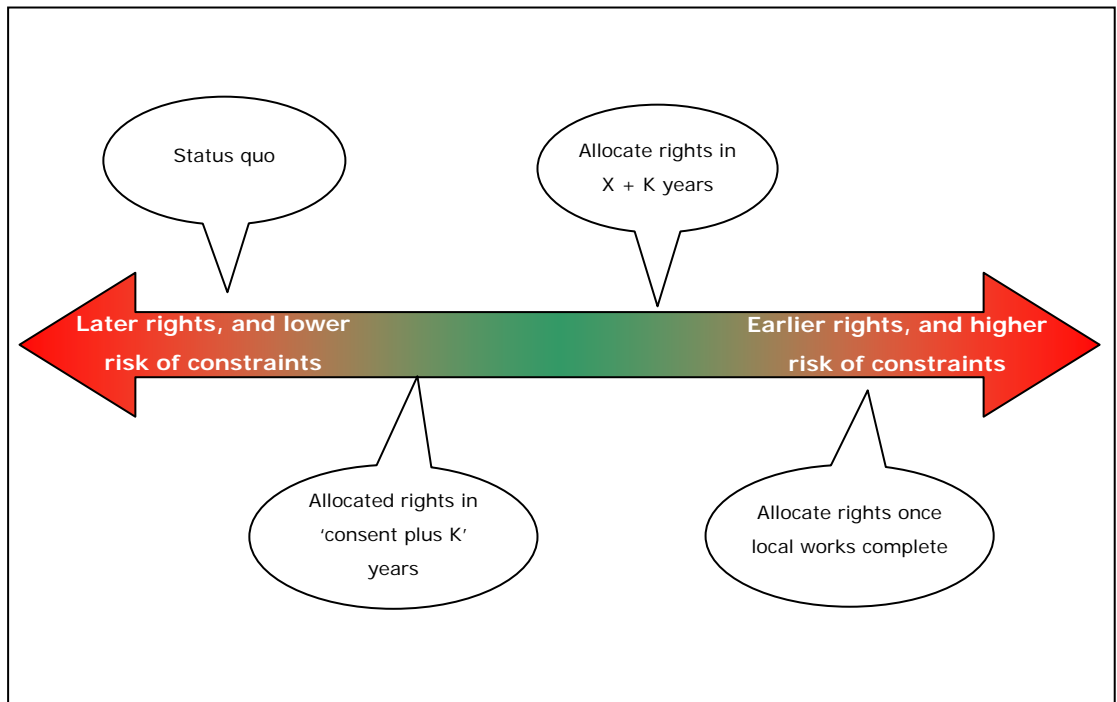 Status quo
Allocate rights in
X + K years
Later rights, and lower
risk of constraints
Earlier rights, and higher
risk of constraints
Allocated rights in
‘consent plus K’
years
Allocate rights once
local works complete